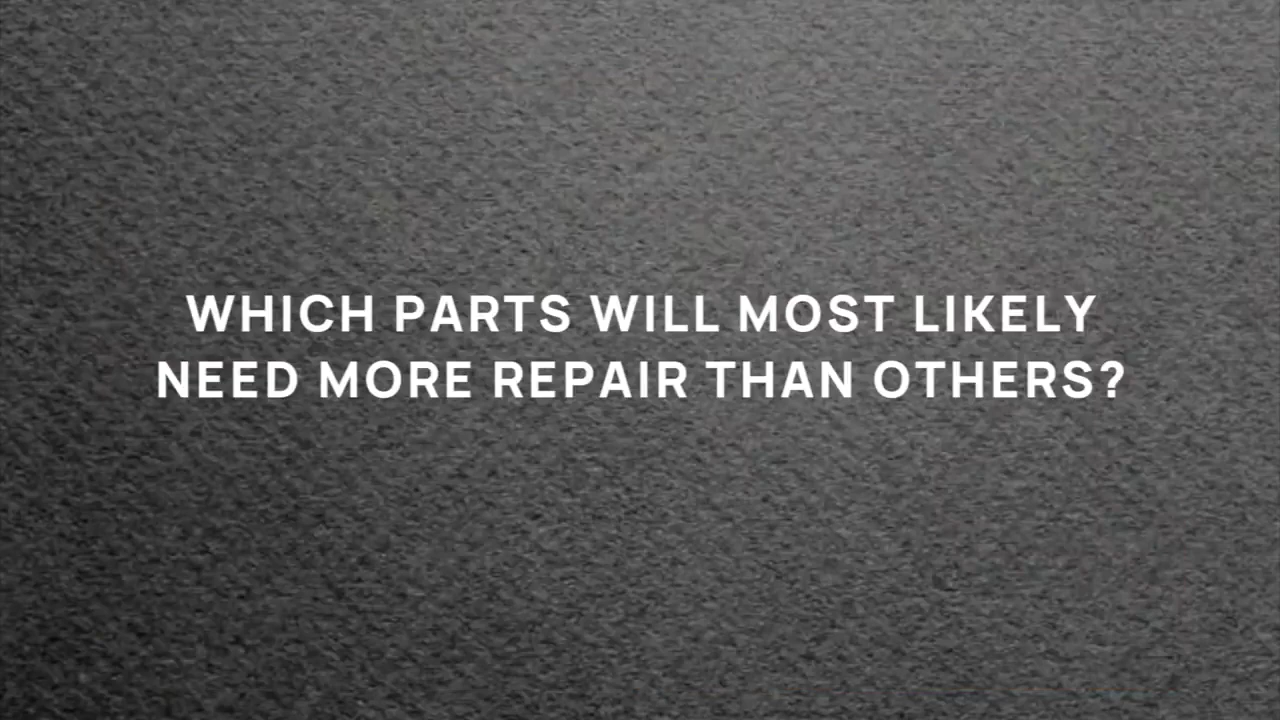 WHICH PARTS WILL MOST LIKELY
NEED MORE REPAIR THAN OTHERS?